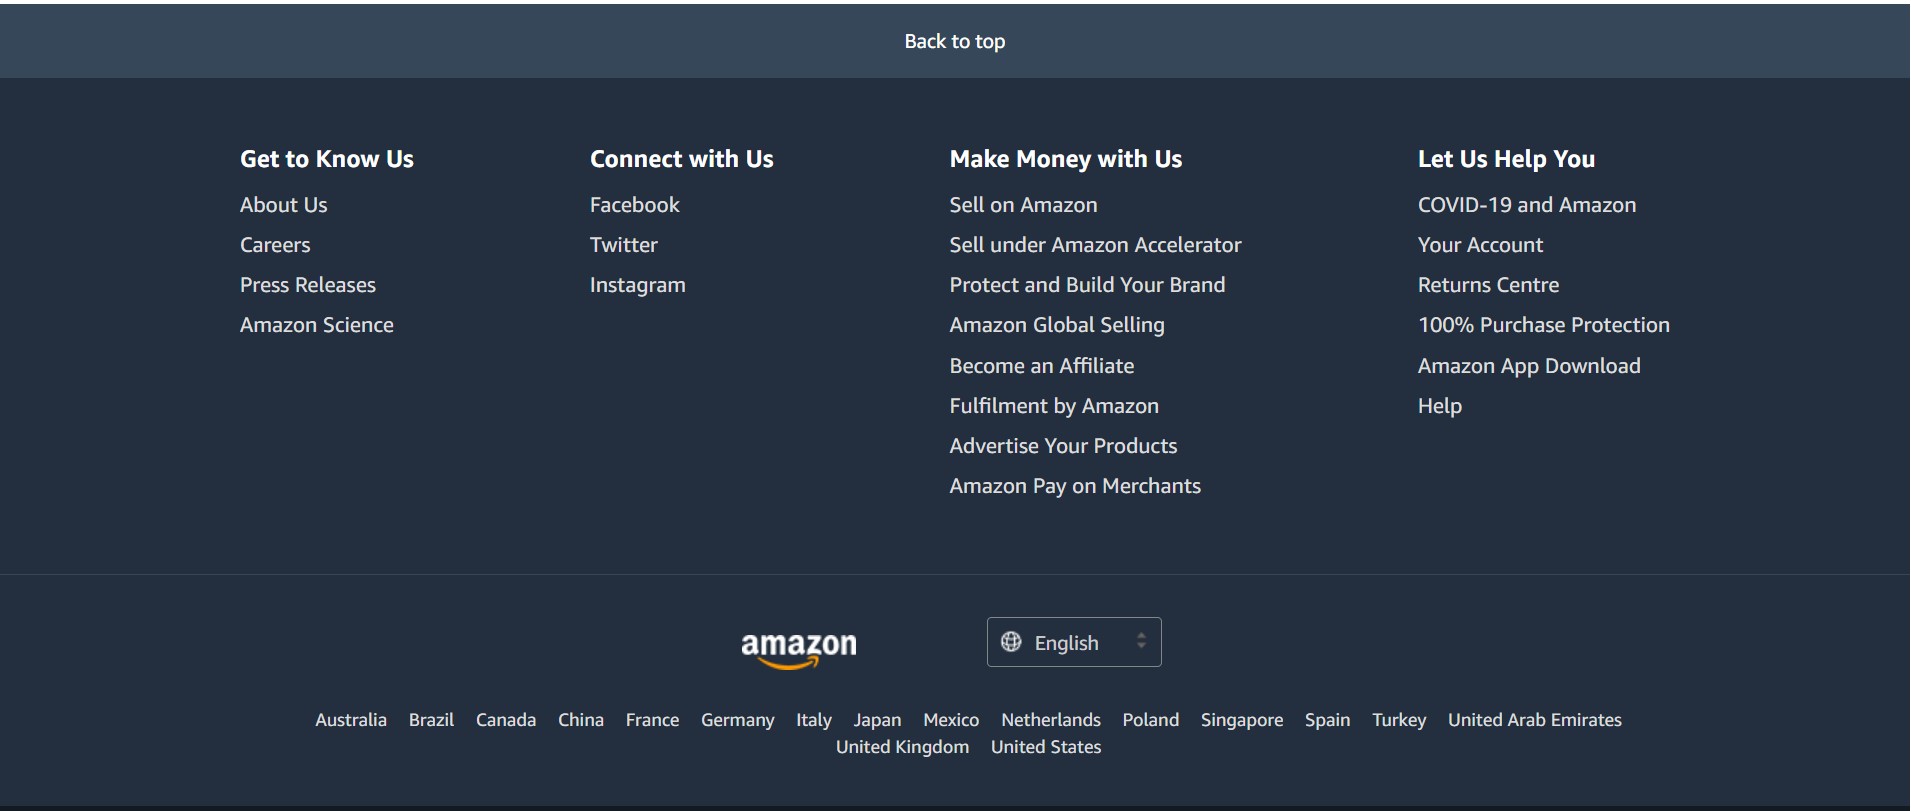 Back to top
Get to Know Us
About Us
Careers
Press Releases
Amazon Science
Connect with Us
Facebook
Twitter
Instagram
Make Money with Us
Sell on Amazon
Sell under Amazon Accelerator
Protect and Build Your Brand
Amazon Global Selling
Become an Affiliate
Fulfilment by Amazon
Advertise Your Products
Amazon Pay on Merchants
Let Us Help You
COVID-19 and Amazon
Your Account
Returns Centre
100% Purchase Protection
Amazon App Download
Help
amazon
English
Australia Brazil Canada China France Germany Italy Japan Mexico Netherlands Poland Singapore Spain Turkey United Arab Emirates
United Kingdom United States